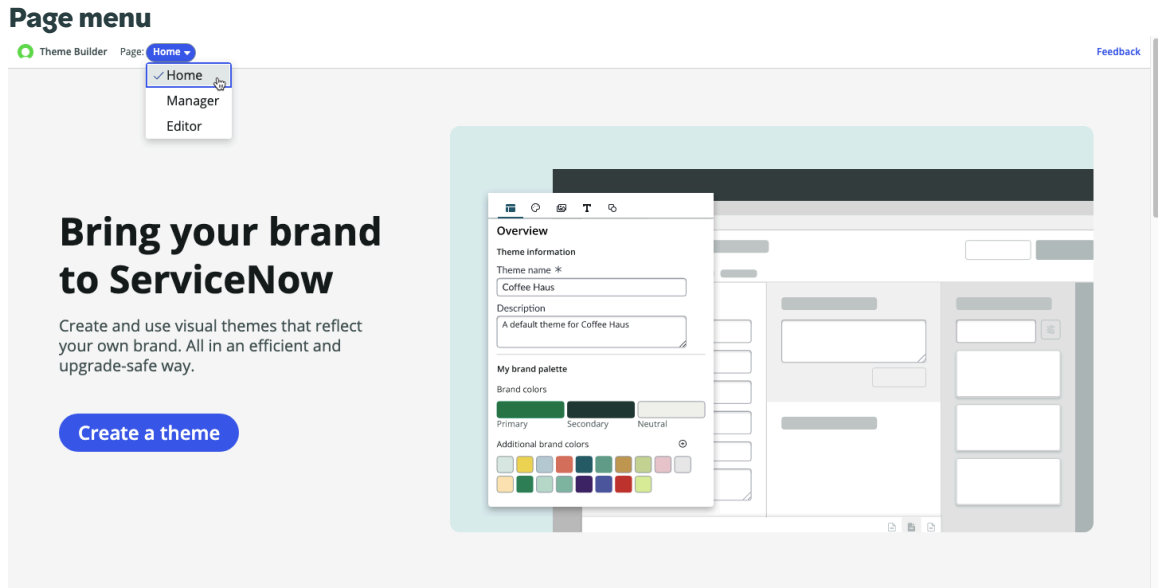 Page menu
Theme Builder Page: Home Feedback
Home
Manager
Editor
Bring your brand
to ServiceNow
Create and use visual themes that reflect
your own brand. All in an efficient and
upgrade-safe way.
Create a theme
Overview
Theme information
Theme name *
Coffee Haus
Description
A default theme for Coffee Haus
My brand palette
Brand colors
Primary Secondary Neutral
Additional brand colors